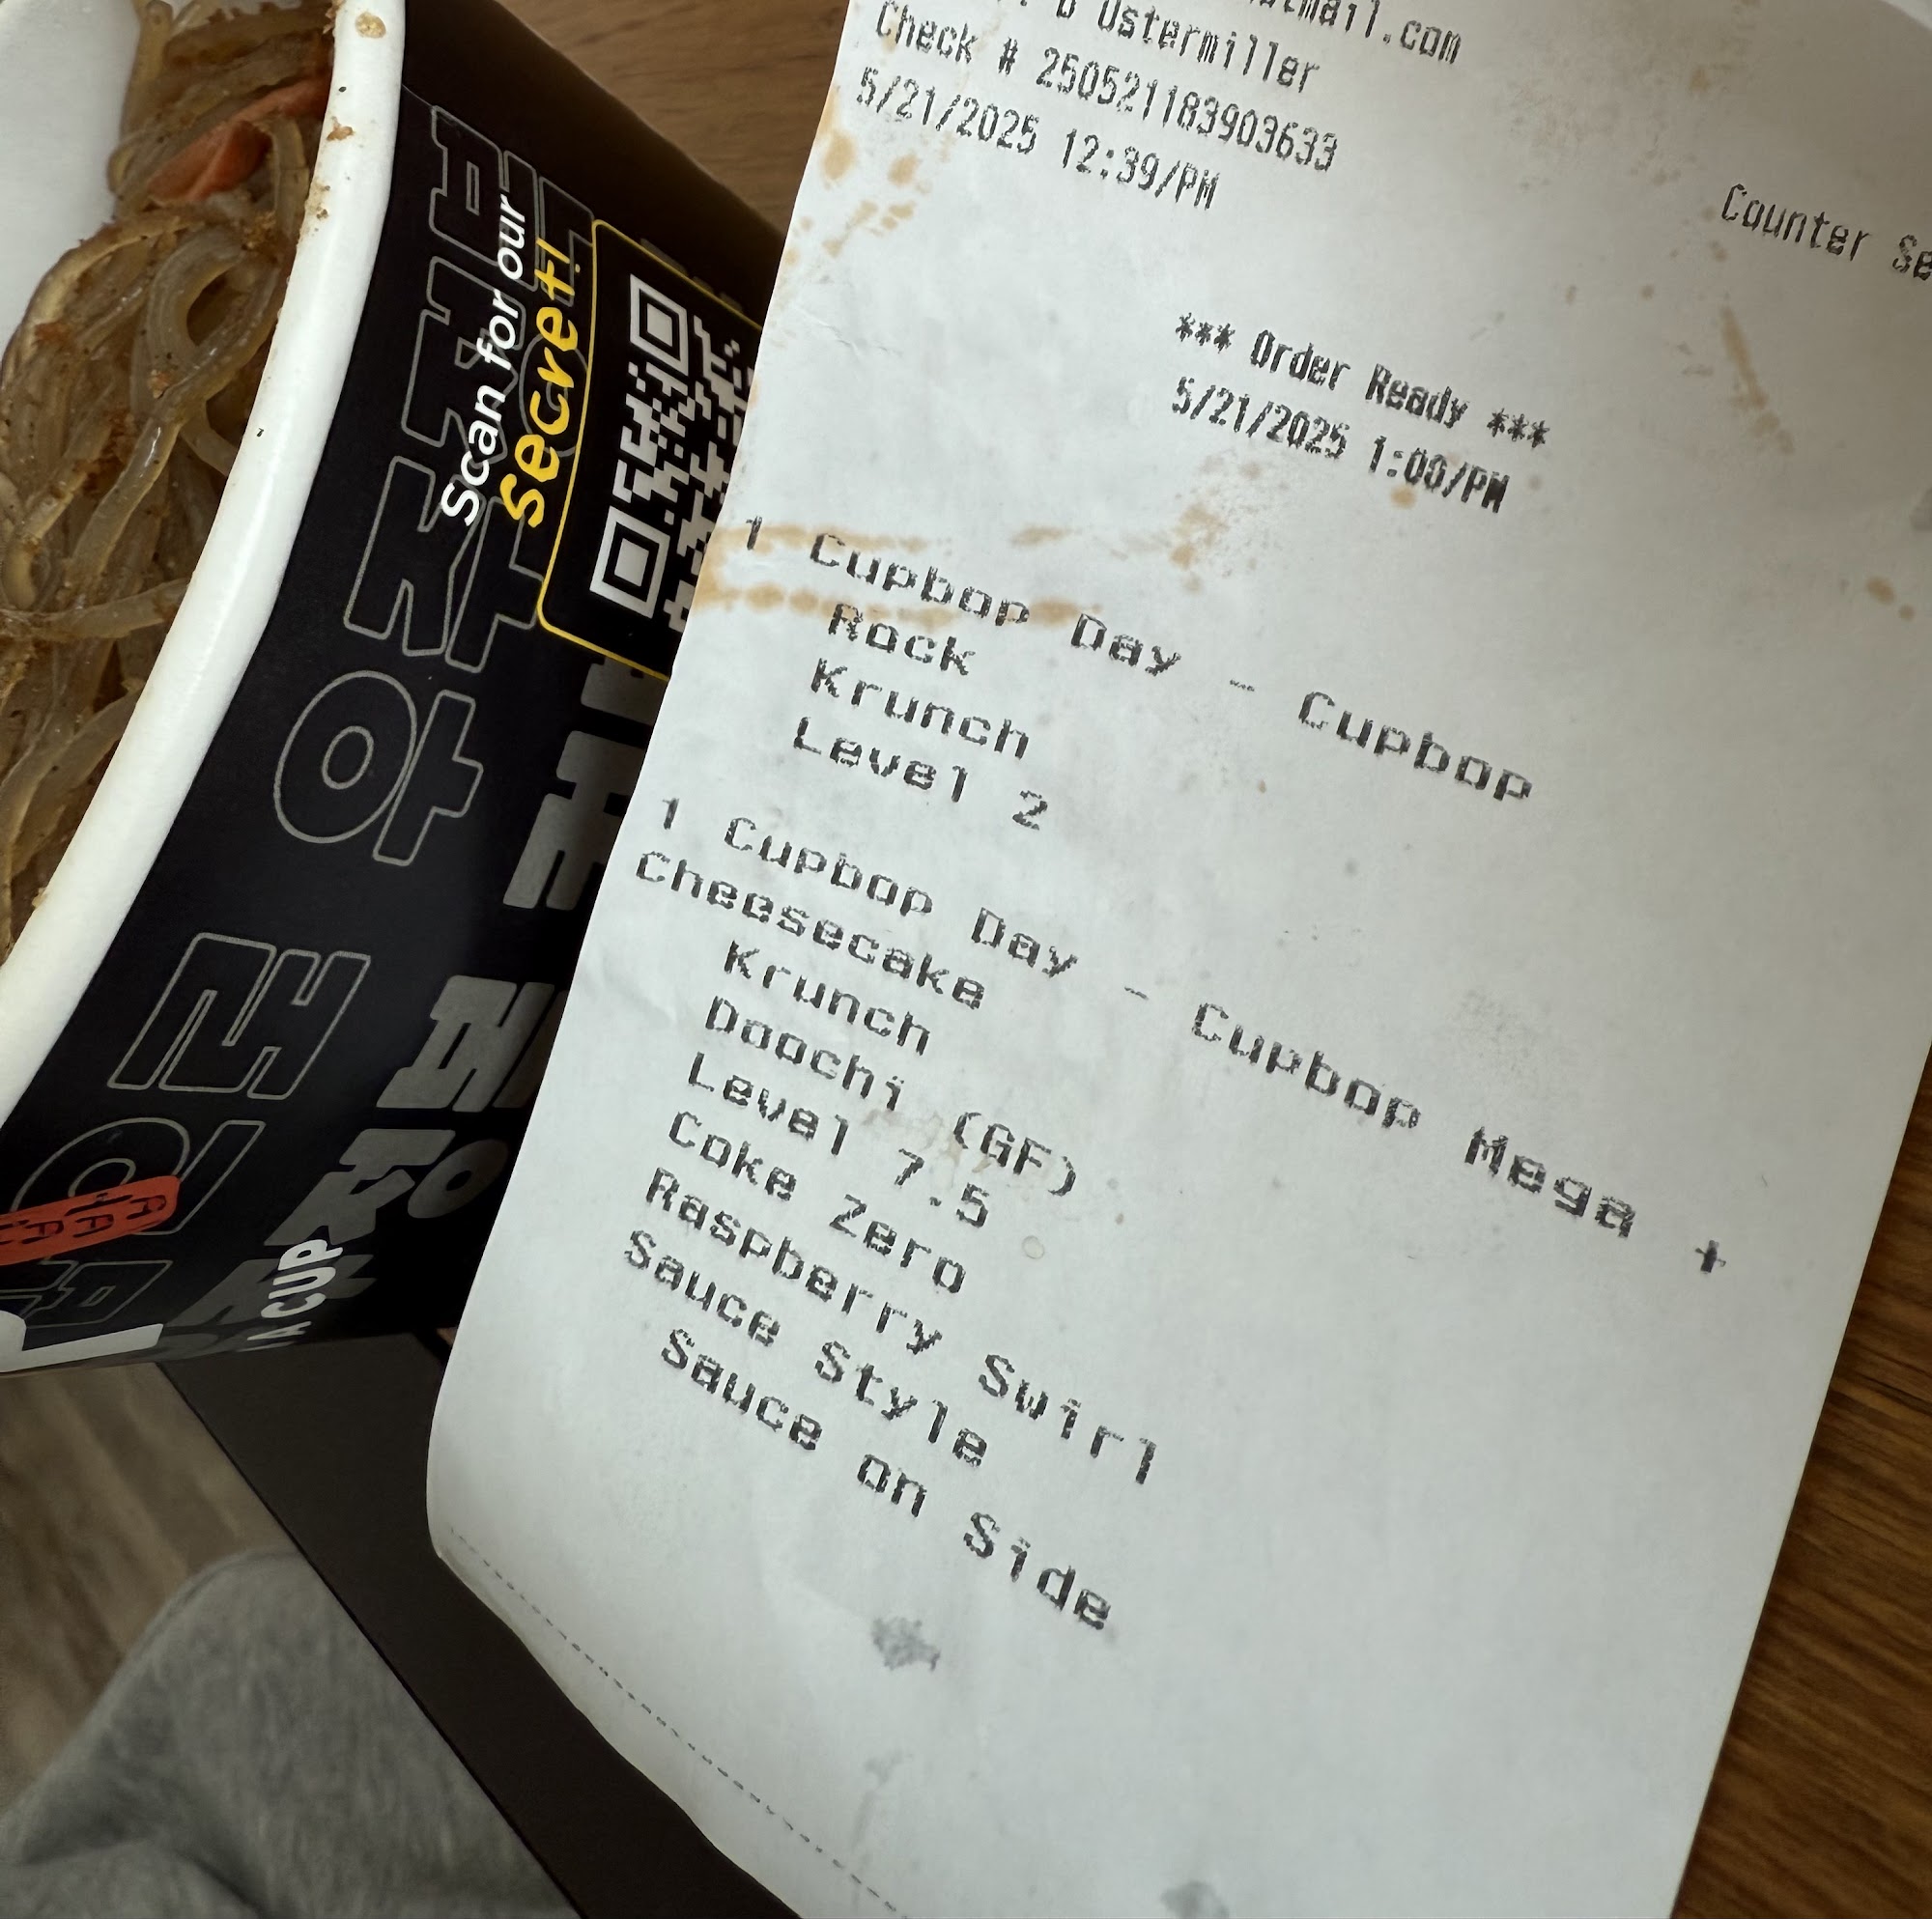 Ostermiller
Check # 250521183903633
5/21/2025 12:39/PM
Counter
*** Order Ready ***
5/21/2025 1:00/PM
1 Cupbop Day - Cupbop
Rock
Krunch
Level 2
1 Cupbop Day - Cupbop Mega +
Cheesecake
Krunch
Daachi (GF)
Level 7.5
Coke Zero
Raspberry Swirl
Sauce Style
Sauce on Side
Scan for our
secret!
CUP